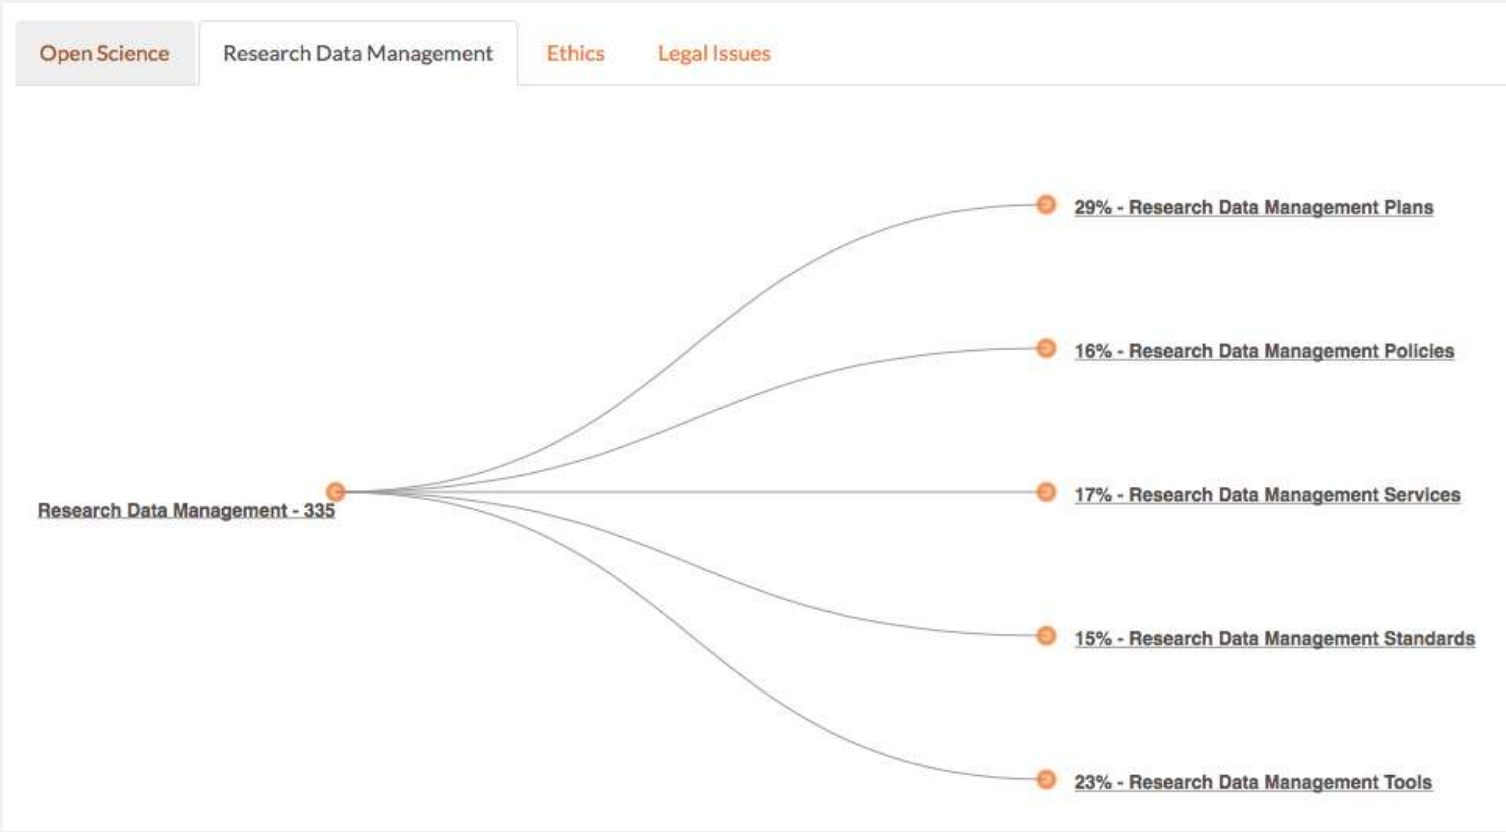 Open Science
Research Data Management
Ethics
Legal Issues
29% - Research Data Management Plans
16% - Research Data Management Policies
Research Data Management - 335
17% - Research Data Management Services
15% - Research Data Management Standards
23% - Research Data Management Tools